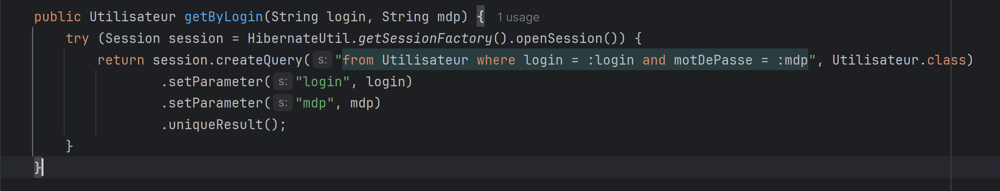 public Utilisateur getByLogin(String login, String mdp) { 1 usage
try (Session session = HibernateUtil.getSessionFactory().openSession()) {
return session.createQuery( s: "from Utilisateur where login = :login and motDePasse = :mdp", Utilisateur.class)
.setParameter( s: "login", login)
.setParameter( s: "mdp", mdp)
.uniqueResult();
}
}